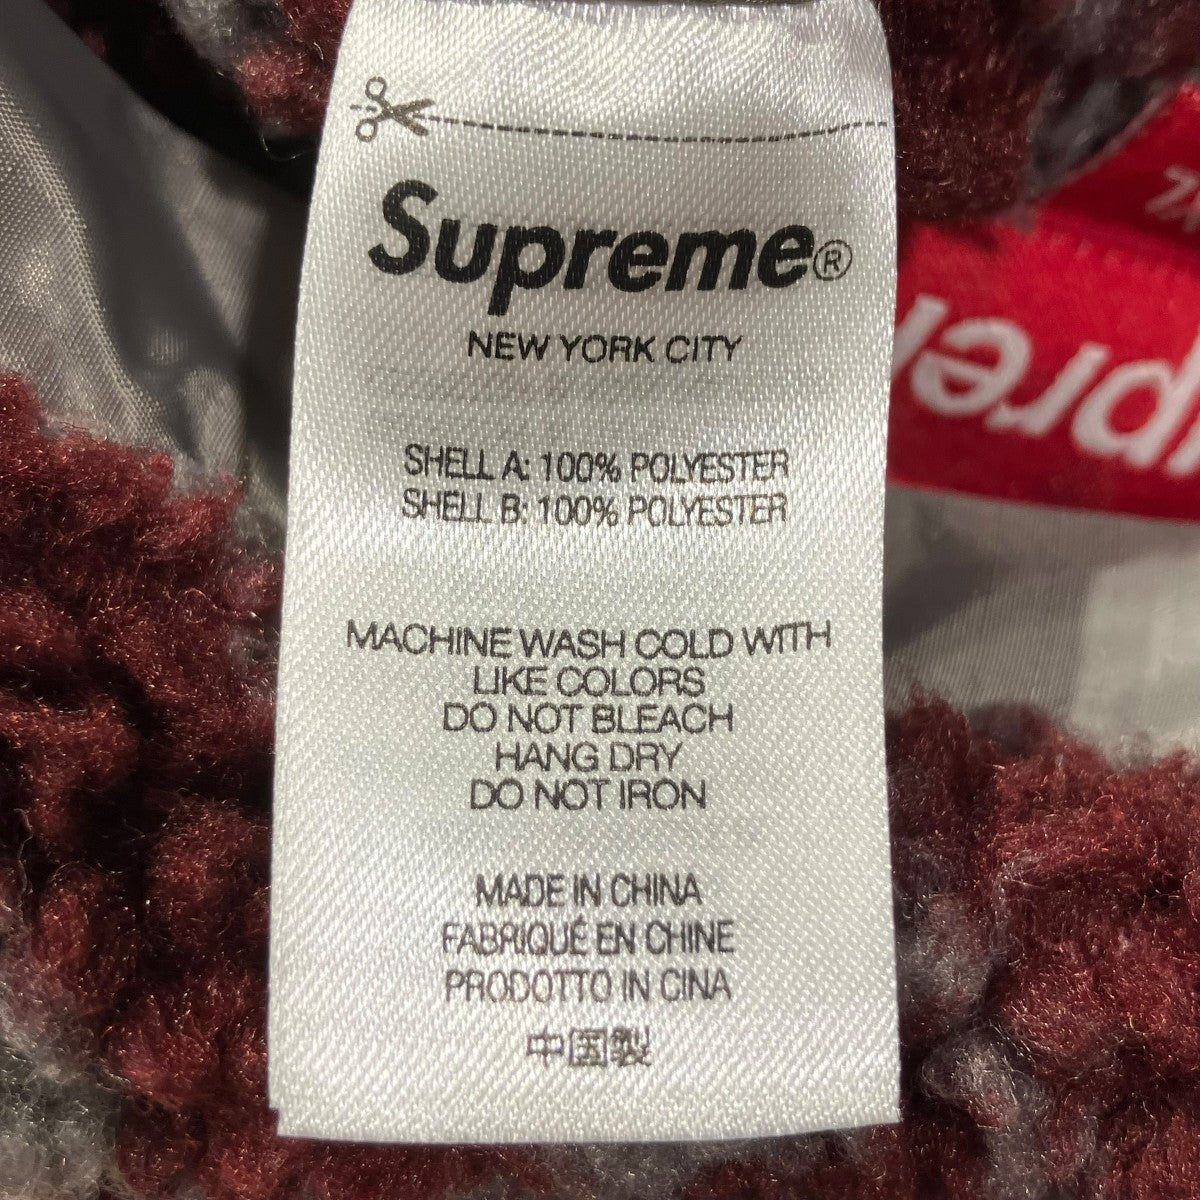 Supreme®
NEW YORK CITY
SHELL A: 100% POLYESTER
SHELL B: 100% POLYESTER
MACHINE WASH COLD WITH
LIKE COLORS
DO NOT BLEACH
HANG DRY
DO NOT IRON
MADE IN CHINA
FABRIQUÉ EN CHINE
PRODOTTO IN CINA
中国製